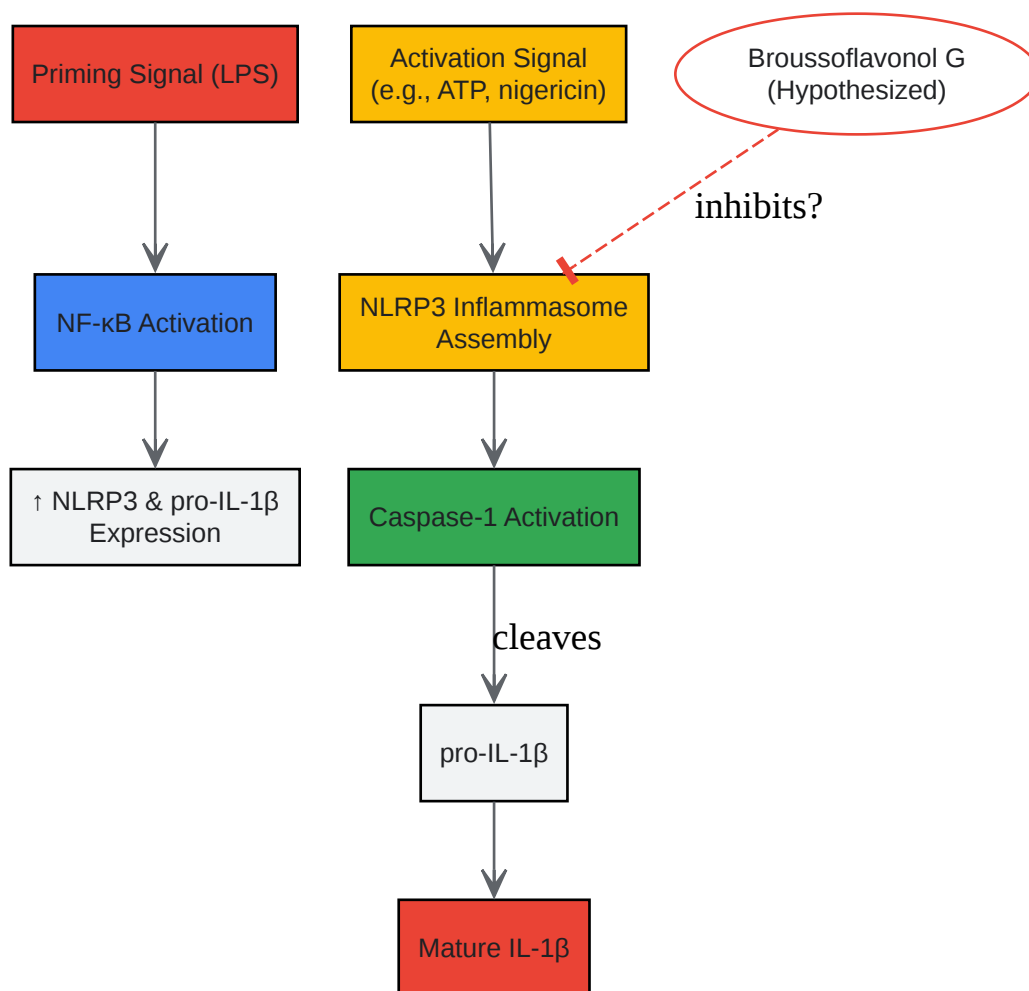 Priming Signal (LPS)
Activation Signal
(e.g., ATP, nigericin)
Broussoflavonol G
(Hypothesized)
inhibits?
NF-κB Activation
NLRP3 Inflammasome
Assembly
↑ NLRP3 & pro-IL-1β
Expression
Caspase-1 Activation
cleaves
pro-IL-1β
Mature IL-1β